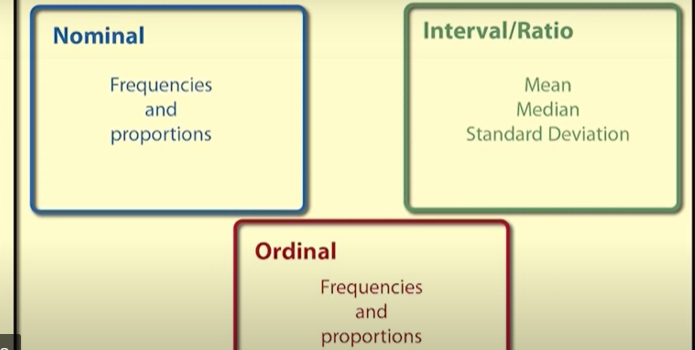 Nominal
Frequencies
and
proportions
Interval/Ratio
Mean
Median
Standard Deviation
Ordinal
Frequencies
and
proportions